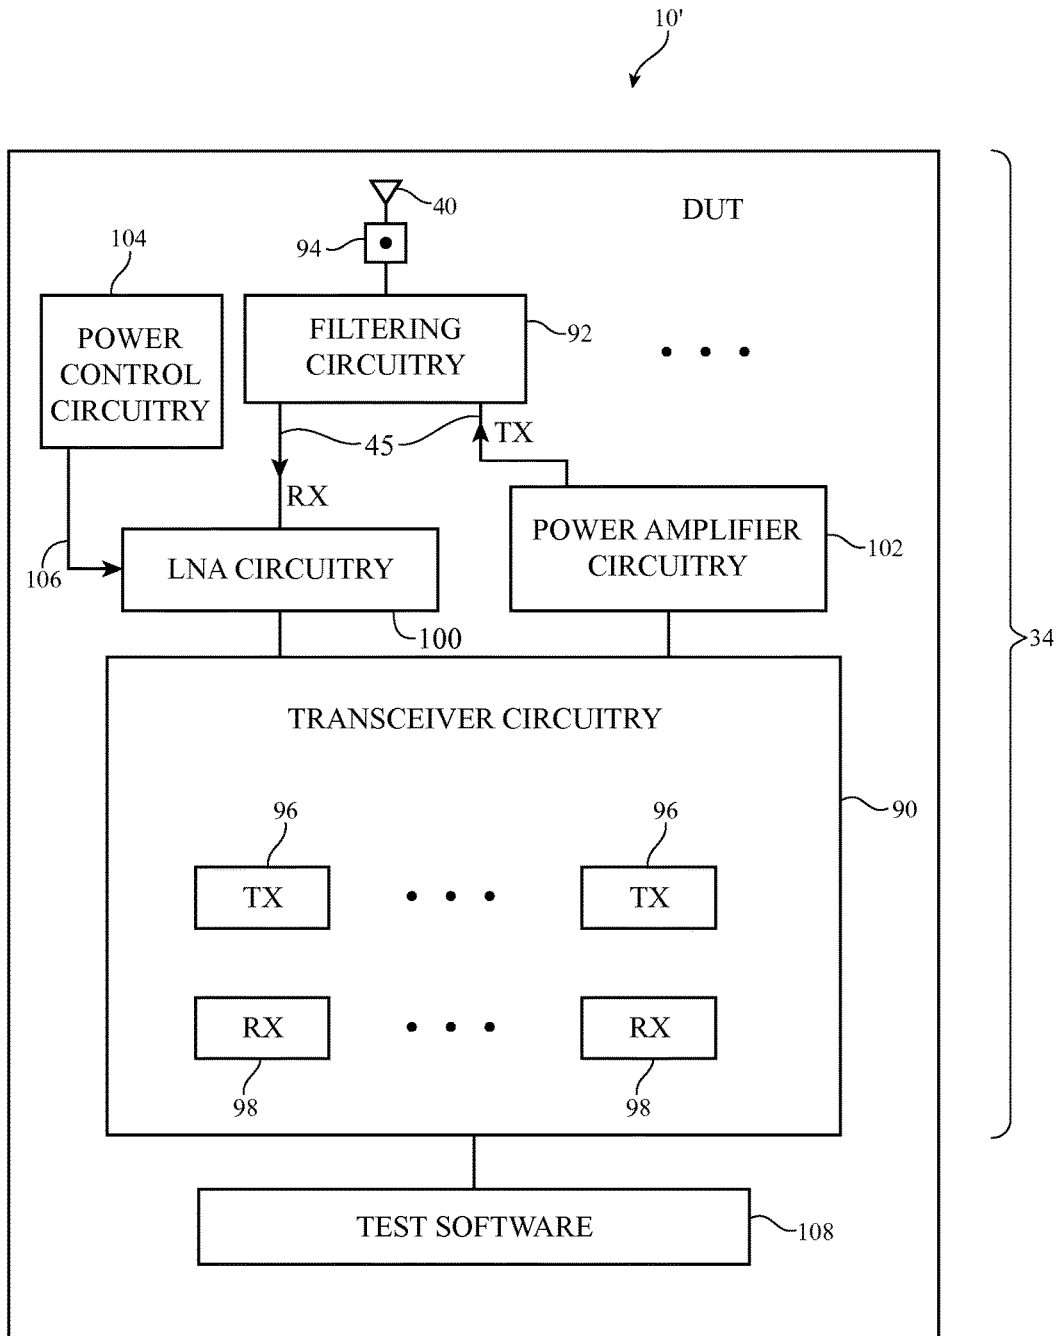 10'
40
DUT
94
104
POWER
CONTROL
CIRCUITRY
FILTERING
CIRCUITRY
92
45
TX
RX
POWER AMPLIFIER
CIRCUITRY
102
106
LNA CIRCUITRY
100
34
TRANSCEIVER CIRCUITRY
90
96
96
TX
TX
RX
RX
98
98
TEST SOFTWARE
108